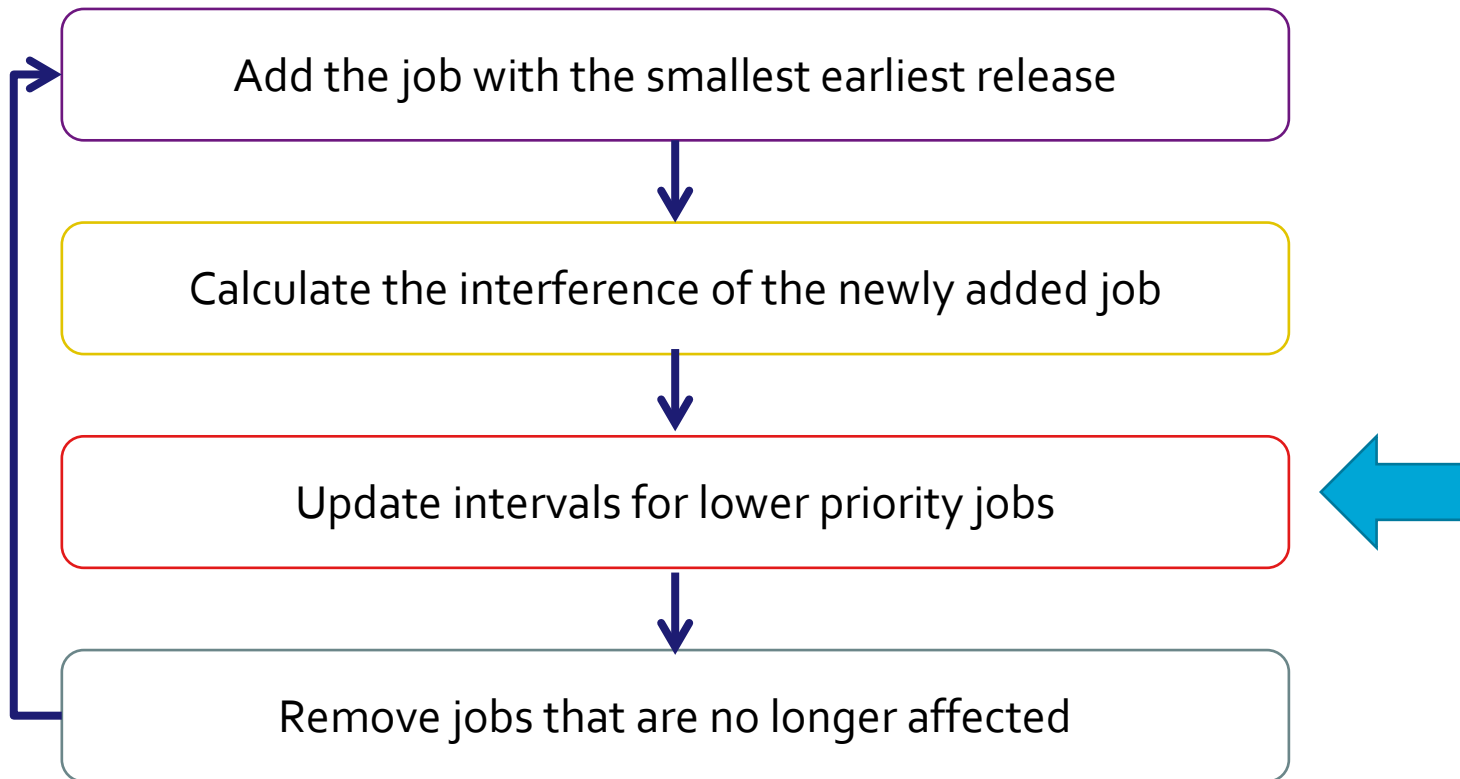 Add the job with the smallest earliest release
Calculate the interference of the newly added job
Update intervals for lower priority jobs
Remove jobs that are no longer affected